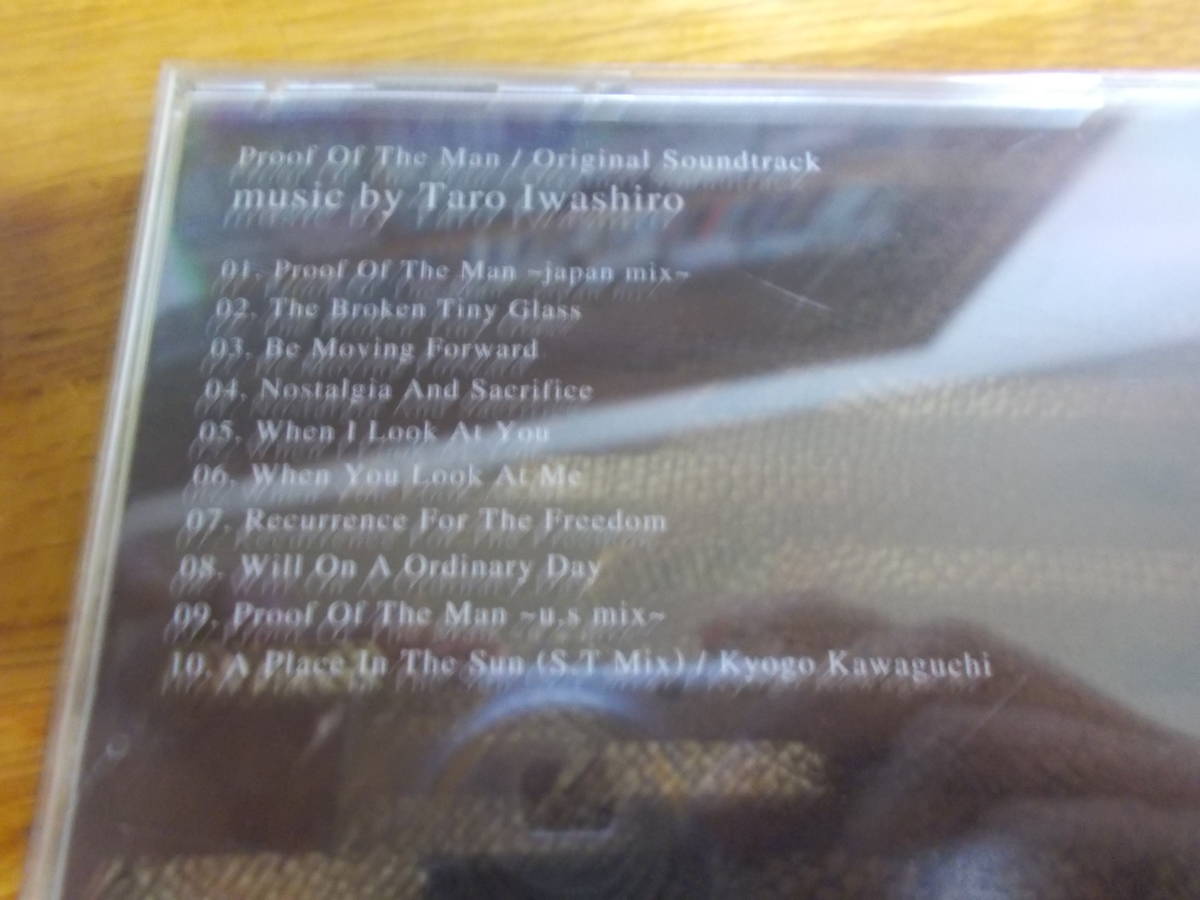 Proof Of The Man / Original Soundtrack
music by Taro Iwashiro
01. Proof Of The Man ~japan mix~
02. The Broken Tiny Glass
03. Be Moving Forward
04. Nostalgia And Sacrifice
05. When I Look At You
06. When You Look At Me
07. Recurrence For The Freedom
08. Will On A Ordinary Day
09. Proof Of The Man ~u.s mix~
10. A Place In The Sun (S.T Mix) / Kyogo Kawaguchi